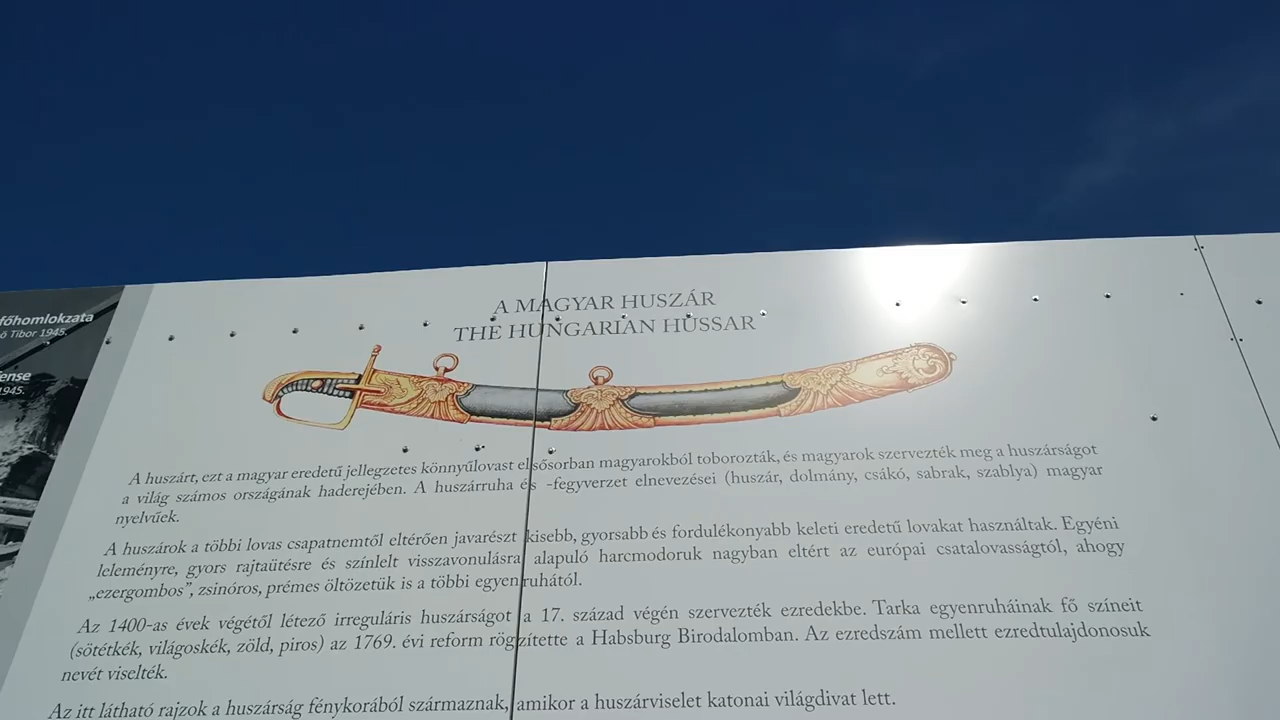 főhomlokzata
ö Tibor 1945.
ense
1945.
A MAGYAR HUSZÁR
THE HUNGARIAN HUSSAR
A huszárt, ezt a magyar eredetű jellegzetes könnyűlovast elsősorban magyarokból toborozták, és magyarok szervezték meg a huszárságot
a világ számos országának haderejében. A huszárruha és -fegyverzet elnevezései (huszár, dolmány, csákó, sabrak, szablya) magyar
nyelvűek.
A huszárok a többi lovas csapatnemtől eltérően javarészt kisebb, gyorsabb és fordulékonyabb keleti eredetű lovakat használtak. Egyéni
leleményre, gyors rajtaütésre és színlelt visszavonulásra alapuló harcmodoruk nagyban eltért az európai csatalovasságtól, ahogy
„ezergombos”, zsinóros, prémes öltözetük is a többi egyenruhától.
Az 1400-as évek végétől létező irreguláris huszárságot a 17. század végén szervezték ezredekbe. Tarka egyenruháinak fő színeit
(sötétkék, világoskék, zöld, piros) az 1769. évi reform rögzítette a Habsburg Birodalomban. Az ezredszám mellett ezredtulajdonosuk
nevét viselték.
Az itt látható rajzok a huszárság fénykorából származnak, amikor a huszárviselet katonai világdivat lett.